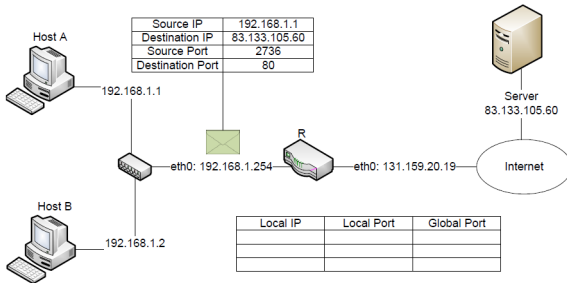 Source IP 192.168.1.1
Destination IP 83.133.105.60
Source Port 2736
Destination Port 80
Host A
192.168.1.1
Server
83.133.105.60
R
eth0: 192.168.1.254
eth0: 131.159.20.19
Internet
Host B
192.168.1.2
Local IP Local Port Global Port